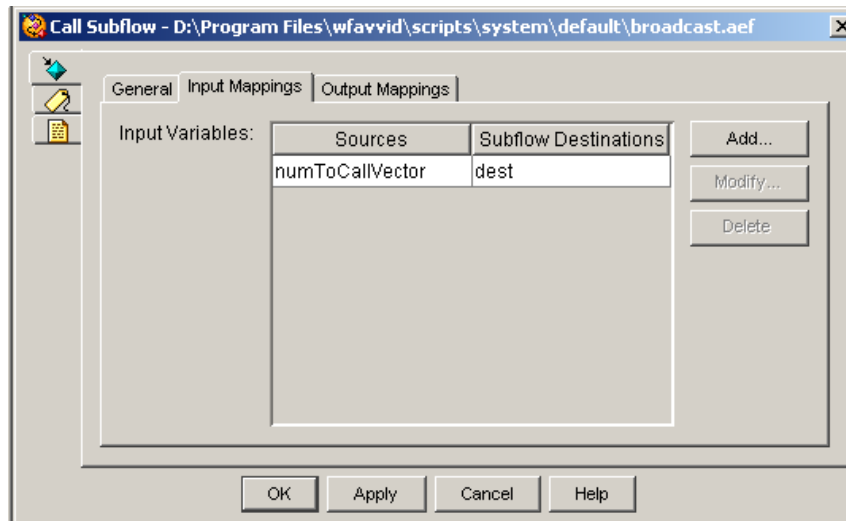 Call Subflow - D:\Program Files\wfavvid\scripts\system\default\broadcast.aef
General Input Mappings Output Mappings
Input Variables: Sources Subflow Destinations Add...
numToCallVector dest Modify...
Delete
OK Apply Cancel Help